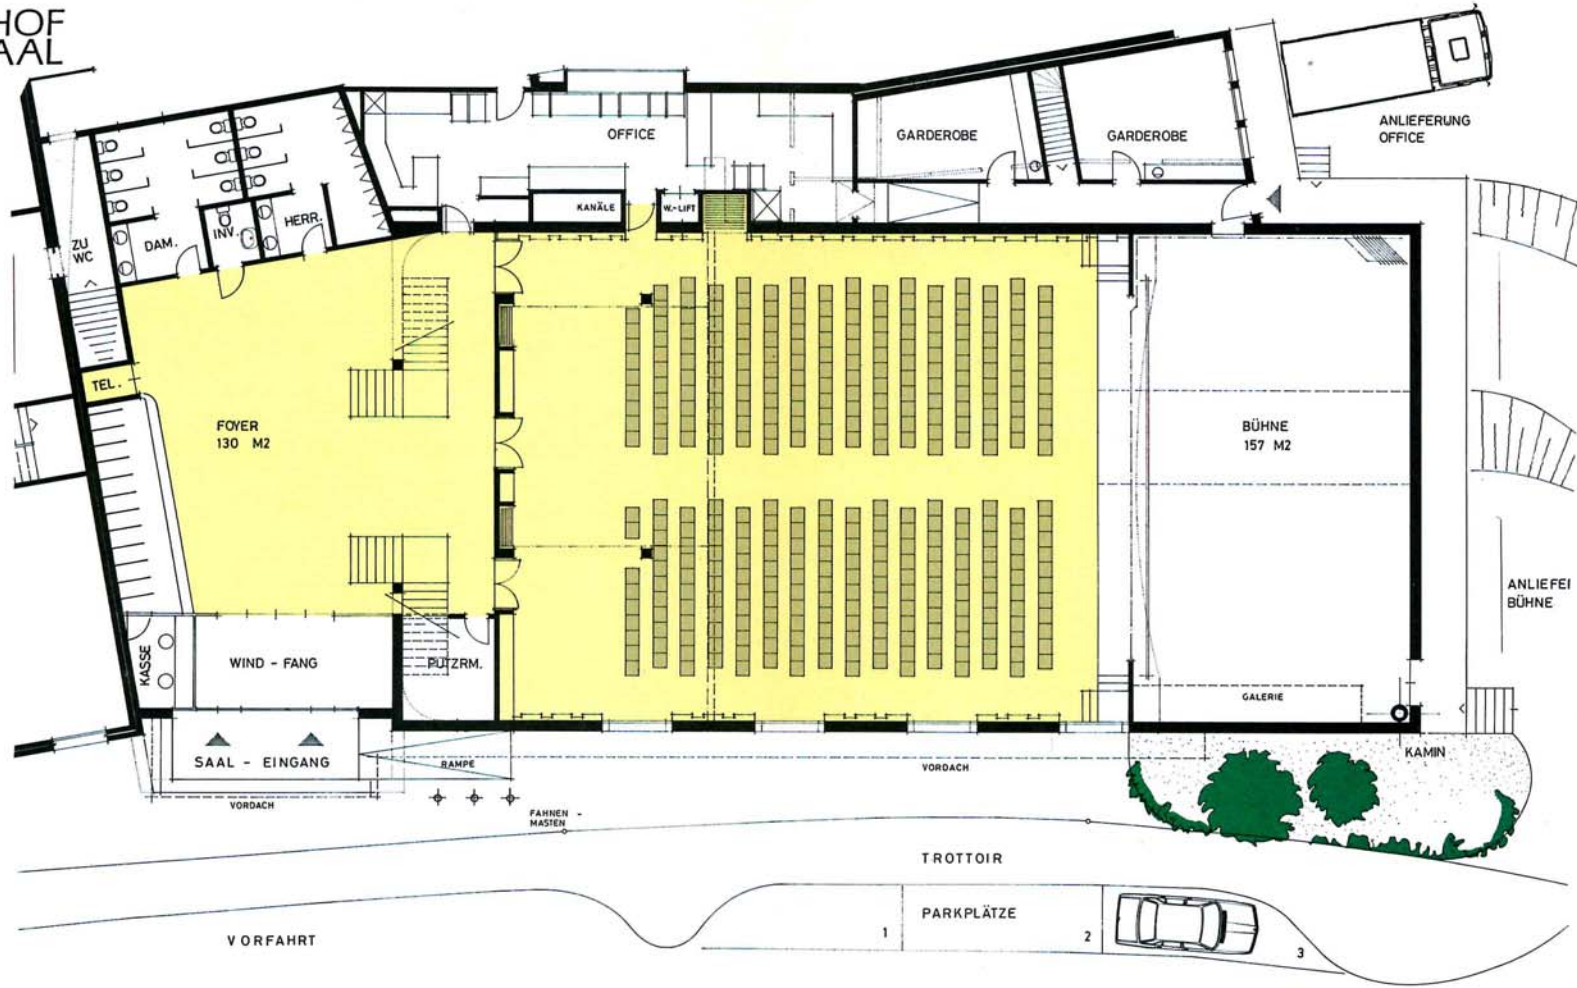 HOF
AAL
OFFICE
GARDEROBE
GARDEROBE
ANLIEFERUNG
OFFICE
KANÄLE
W.-LIFT
ZU
WC
DAM.
INV.
HERR.
TEL.
FOYER
130 M2
BÜHNE
157 M2
ANLIEFEI
BÜHNE
KASSE
WIND - FANG
PUTZRM.
GALERIE
SAAL - EINGANG
RAMPE
VORDACH
KAMIN
VORDACH
FAHNEN -
MASTEN
TROTTOIR
PARKPLÄTZE
VORFAHRT
1
2
3